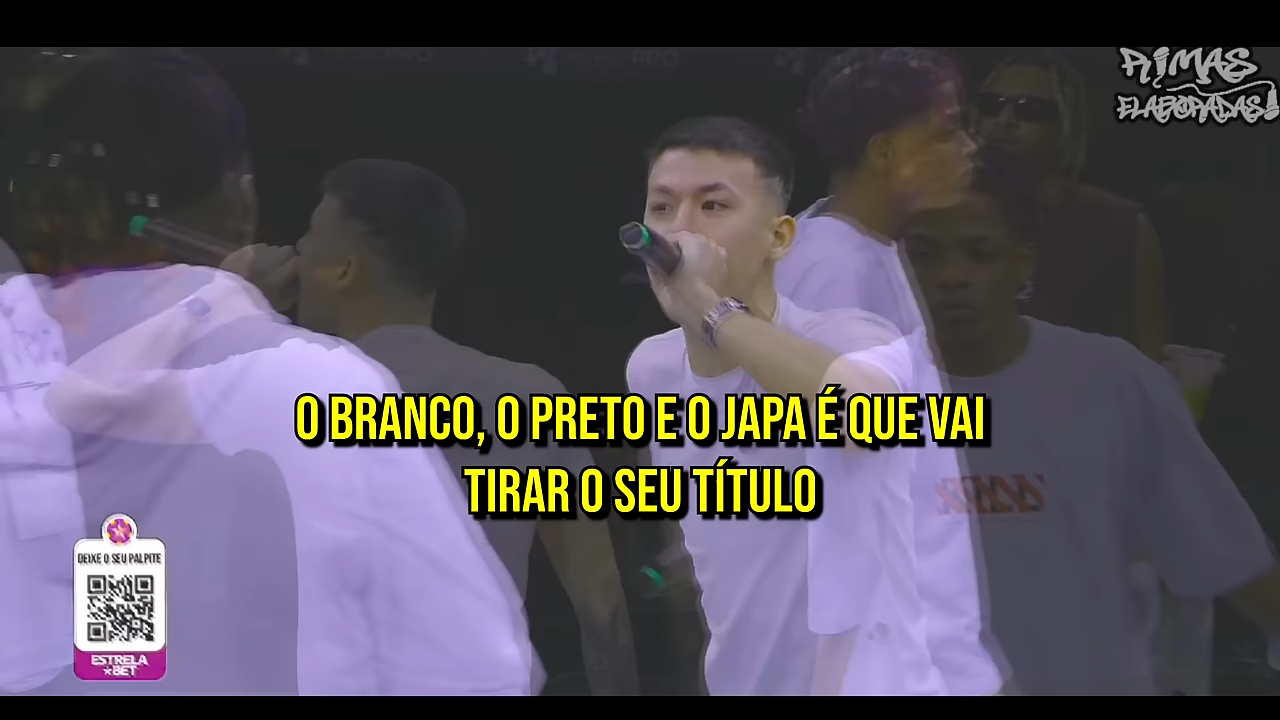 RIMAS
ELABORADAS!
O BRANCO, O PRETO E O JAPA É QUE VAI
TIRAR O SEU TÍTULO
DEIXE O SEU PALPITE
ESTRELA
BET